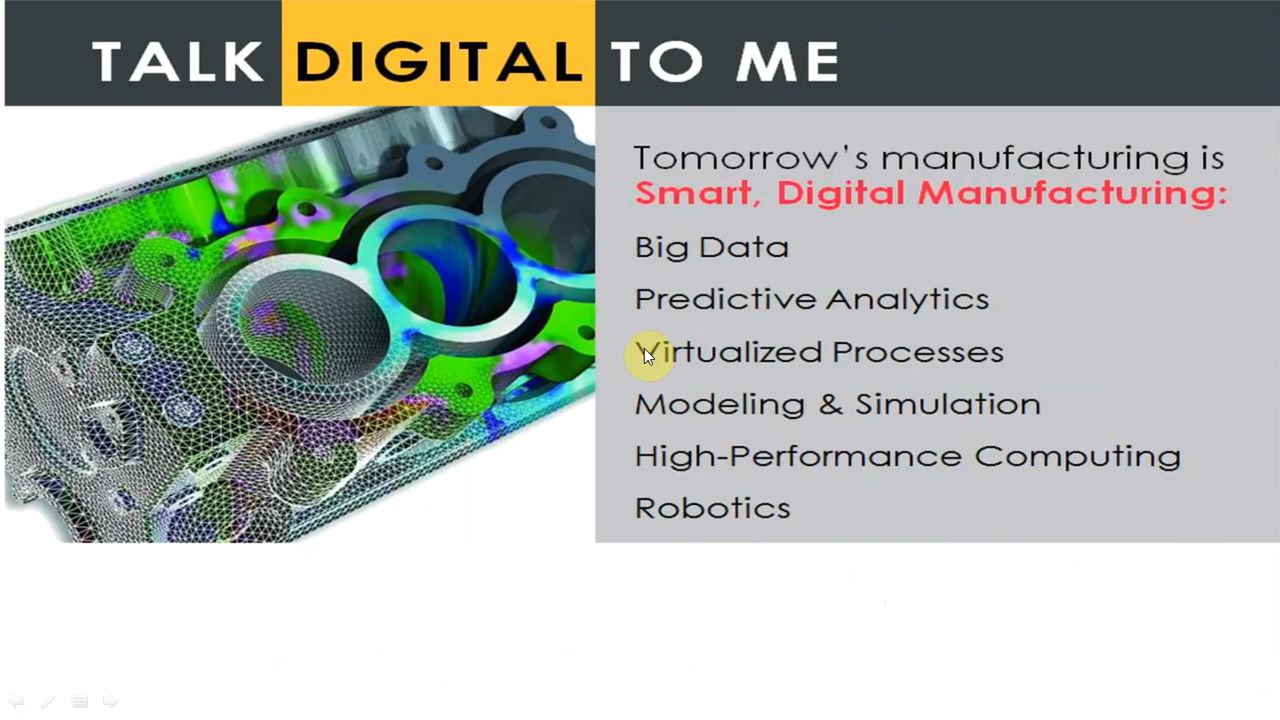 TALK DIGITAL TO ME
Tomorrow's manufacturing is
Smart, Digital Manufacturing:
Big Data
Predictive Analytics
Virtualized Processes
Modeling & Simulation
High-Performance Computing
Robotics